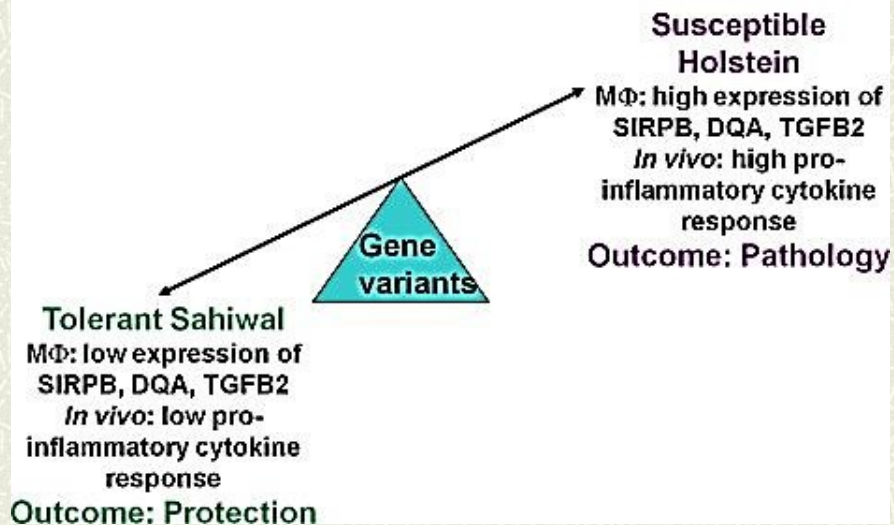 Susceptible
Holstein
MΦ: high expression of
SIRPB, DQA, TGFB2
In vivo: high pro-
inflammatory cytokine
response
Outcome: Pathology
Gene
variants
Tolerant Sahiwal
MΦ: low expression of
SIRPB, DQA, TGFB2
In vivo: low pro-
inflammatory cytokine
response
Outcome: Protection